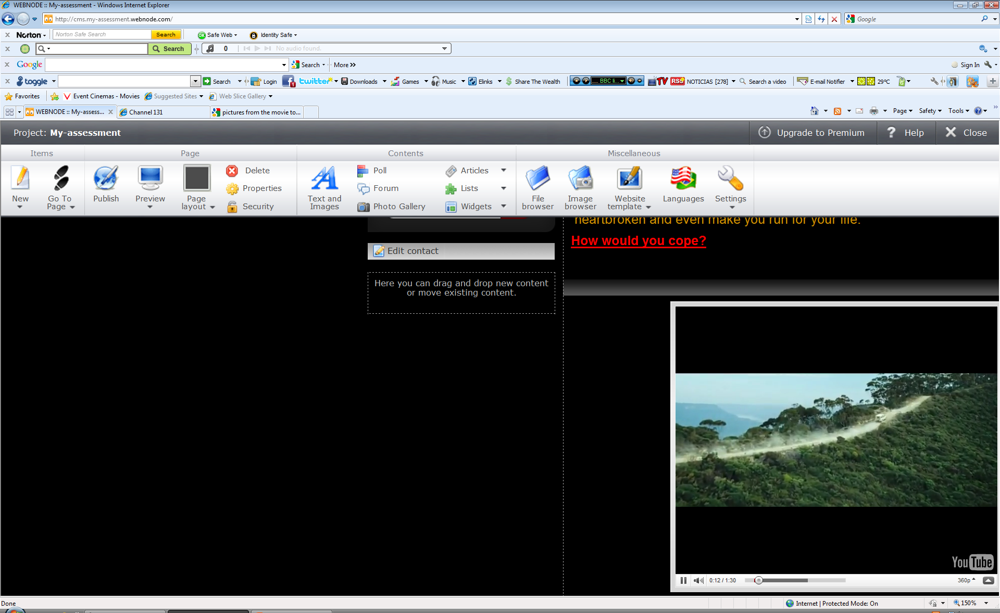 WEBNODE :: My-assessment - Windows Internet Explorer
http://cms.my-assessment.webnode.com/
Google
Norton
Norton Safe Search
Search
Safe Web
Identity Safe
Search
0
No audio found.
Google
Search
More »
Sign In
toggle
Search
Login
1
twitter
Downloads
Games
Music
Elinks
Share The Wealth
.... BBC li...
TV
RSS
NOTICIAS [278]
Search a video
E-mail Notifier
29°C
Favorites
Event Cinemas - Movies
Suggested Sites
Web Slice Gallery
WEBNODE :: My-assess...
Channel 131
pictures from the movie to...
Page
Safety
Tools
Project: My-assessment
Upgrade to Premium
Help
Close
Items
Page
Contents
Miscellaneous
New
Go To
Page
Publish
Preview
Page
layout
Delete
Properties
Security
Text and
Images
Poll
Forum
Photo Gallery
Articles
Lists
Widgets
File
browser
Image
browser
Website
template
Languages
Settings
heartbroken and even make you run for your life.
How would you cope?
Edit contact
Here you can drag and drop new content
or move existing content.
YouTube
0:12 / 1:30
360p
Done
Internet | Protected Mode: On
150%